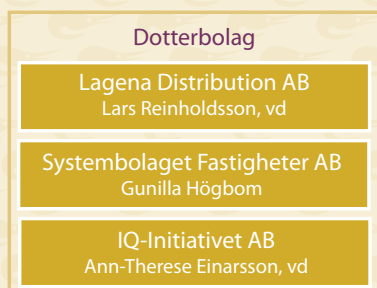 Dotterbolag
Lagena Distribution AB
Lars Reinholdsson, vd
Systembolaget Fastigheter AB
Gunilla Högbom
IQ-Initiativet AB
Ann-Therese Einarsson, vd